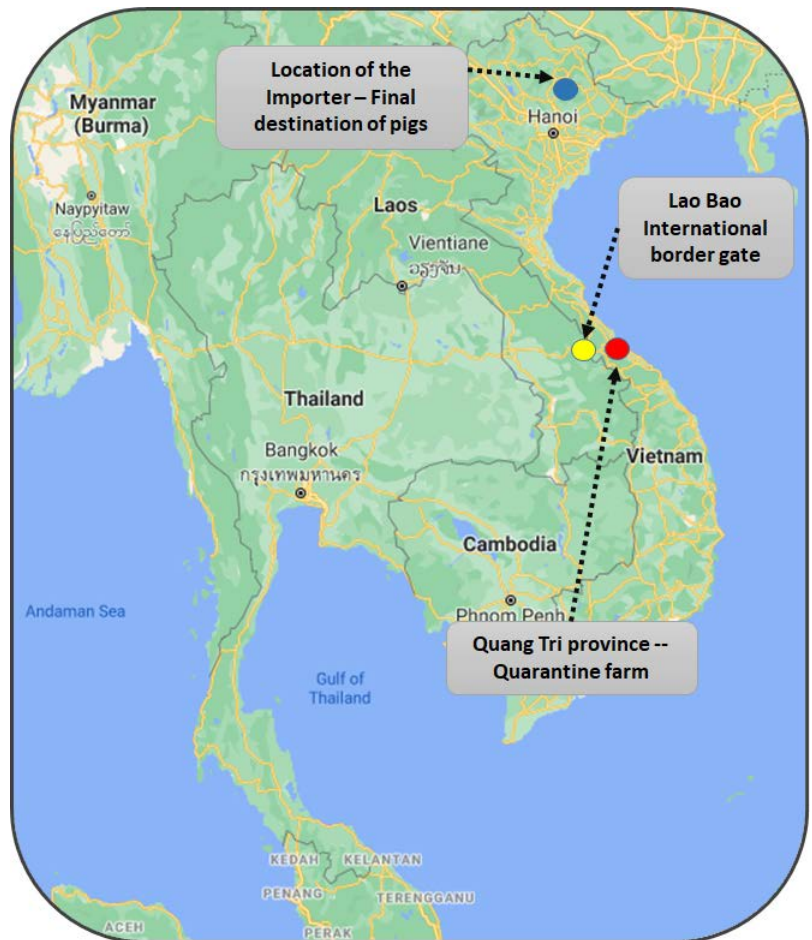 Location of the
Importer – Final
destination of pigs
Myanmar
(Burma)
Hanoi
Naypyitaw
နေပြည်တော်
Laos
Lao Bao
International
border gate
Vientiane
ວຽງຈັນ
Thailand
Bangkok
กรุงเทพมหานคร
Vietnam
Cambodia
Andaman Sea
Phnom Penh
Quang Tri province --
Quarantine farm
Gulf of
Thailand
KEDAH
KELANTAN
PENANG
TERENGGANU
ACEH
PERAK